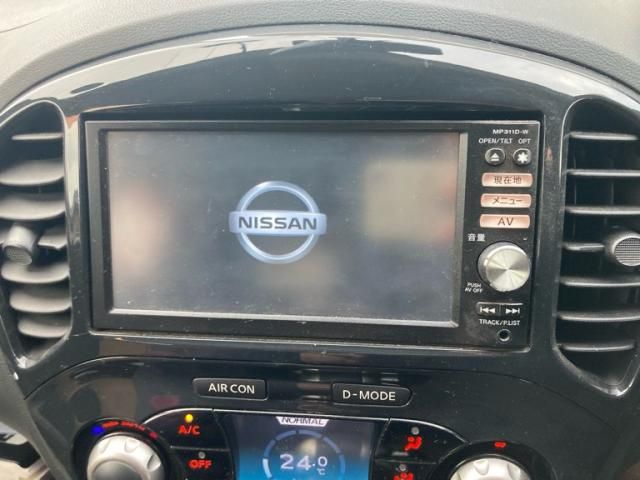 MP311D-W
OPEN/TILT OPT
現在地
メニュー
AV
音量
NISSAN
PUSH
AV OFF
TRACK/P.LIST
AIR CON
D-MODE
NORMAL
A/C
OFF
24.0
°C